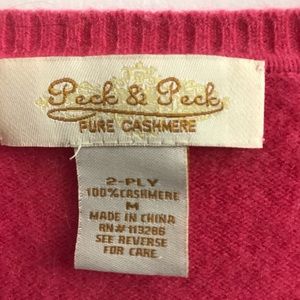 Peck & Peck
PURE CASHMERE
2-PLY
100% CASHMERE
M
MADE IN CHINA
RN# 113286
SEE REVERSE
FOR CARE